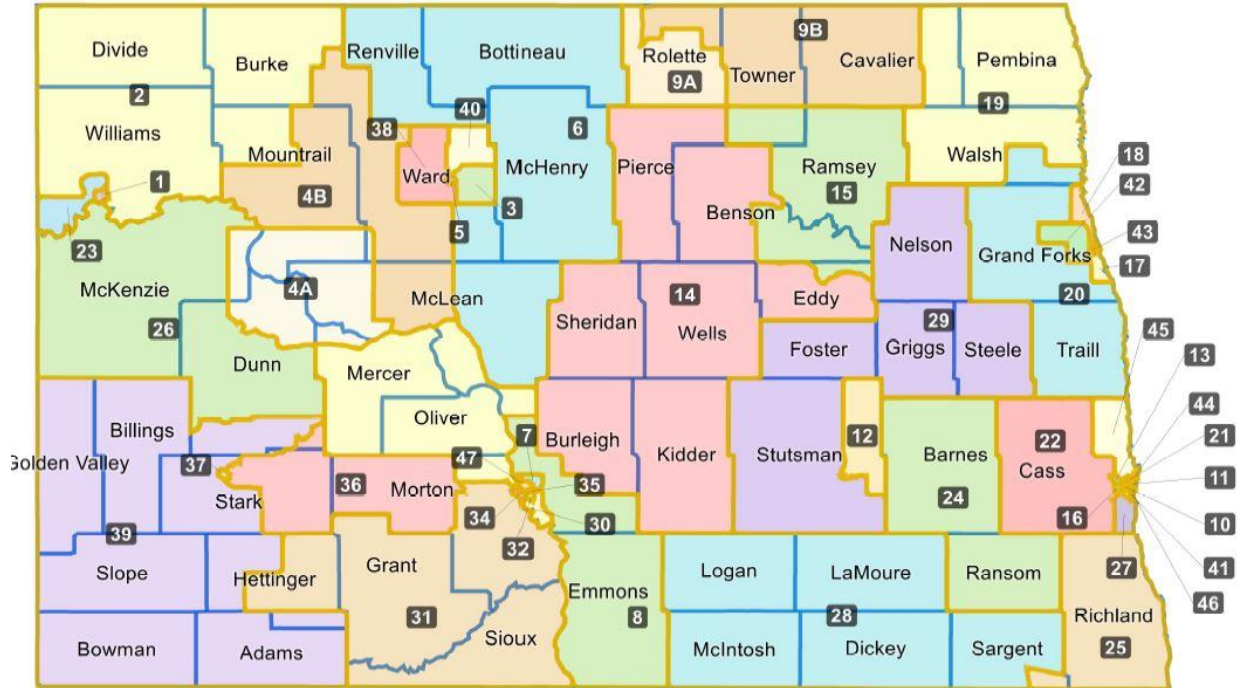 9B
Divide
Burke
Renville
Bottineau
Rolette
9A
Towner
Cavalier
Pembina
2
19
Williams
38
40
6
Mountrail
Ward
McHenry
Pierce
Ramsey
15
Walsh
18
1
4B
3
42
23
5
Benson
Nelson
Grand Forks
43
17
McKenzie
4A
McLean
14
Eddy
20
26
Sheridan
Wells
29
45
Foster
Griggs
Steele
Traill
13
Dunn
Mercer
44
Billings
Oliver
7
Burleigh
12
22
21
Golden Valley
37
47
Kidder
Stutsman
Barnes
Cass
11
Stark
36
Morton
35
24
16
10
39
34
30
32
41
Slope
Hettinger
Grant
Emmons
Logan
LaMoure
Ransom
27
46
31
8
28
Richland
Bowman
Adams
Sioux
McIntosh
Dickey
Sargent
25